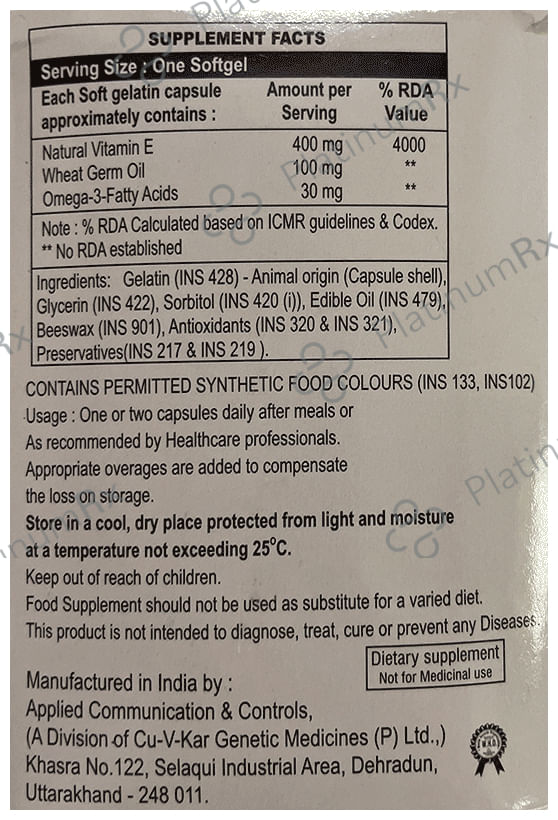 SUPPLEMENT FACTS
Serving Size : One Softgel
Each Soft gelatin capsule approximately contains : Amount per Serving % RDA Value
Natural Vitamin E 400 mg 4000
Wheat Germ Oil 100 mg **
Omega-3-Fatty Acids 30 mg **
Note : % RDA Calculated based on ICMR guidelines & Codex.
** No RDA established
Ingredients: Gelatin (INS 428) - Animal origin (Capsule shell),
Glycerin (INS 422), Sorbitol (INS 420 (i)), Edible Oil (INS 479),
Beeswax (INS 901), Antioxidants (INS 320 & INS 321),
Preservatives(INS 217 & INS 219 ).
CONTAINS PERMITTED SYNTHETIC FOOD COLOURS (INS 133, INS102)
Usage : One or two capsules daily after meals or
As recommended by Healthcare professionals.
Appropriate overages are added to compensate
the loss on storage.
Store in a cool, dry place protected from light and moisture
at a temperature not exceeding 25°C.
Keep out of reach of children.
Food Supplement should not be used as substitute for a varied diet.
This product is not intended to diagnose, treat, cure or prevent any Diseases.
Dietary supplement
Not for Medicinal use
Manufactured in India by :
Applied Communication & Controls,
(A Division of Cu-V-Kar Genetic Medicines (P) Ltd.,)
Khasra No.122, Selaqui Industrial Area, Dehradun,
Uttarakhand - 248 011.
PlatinumRx
PlatinumRx
PlatinumRx